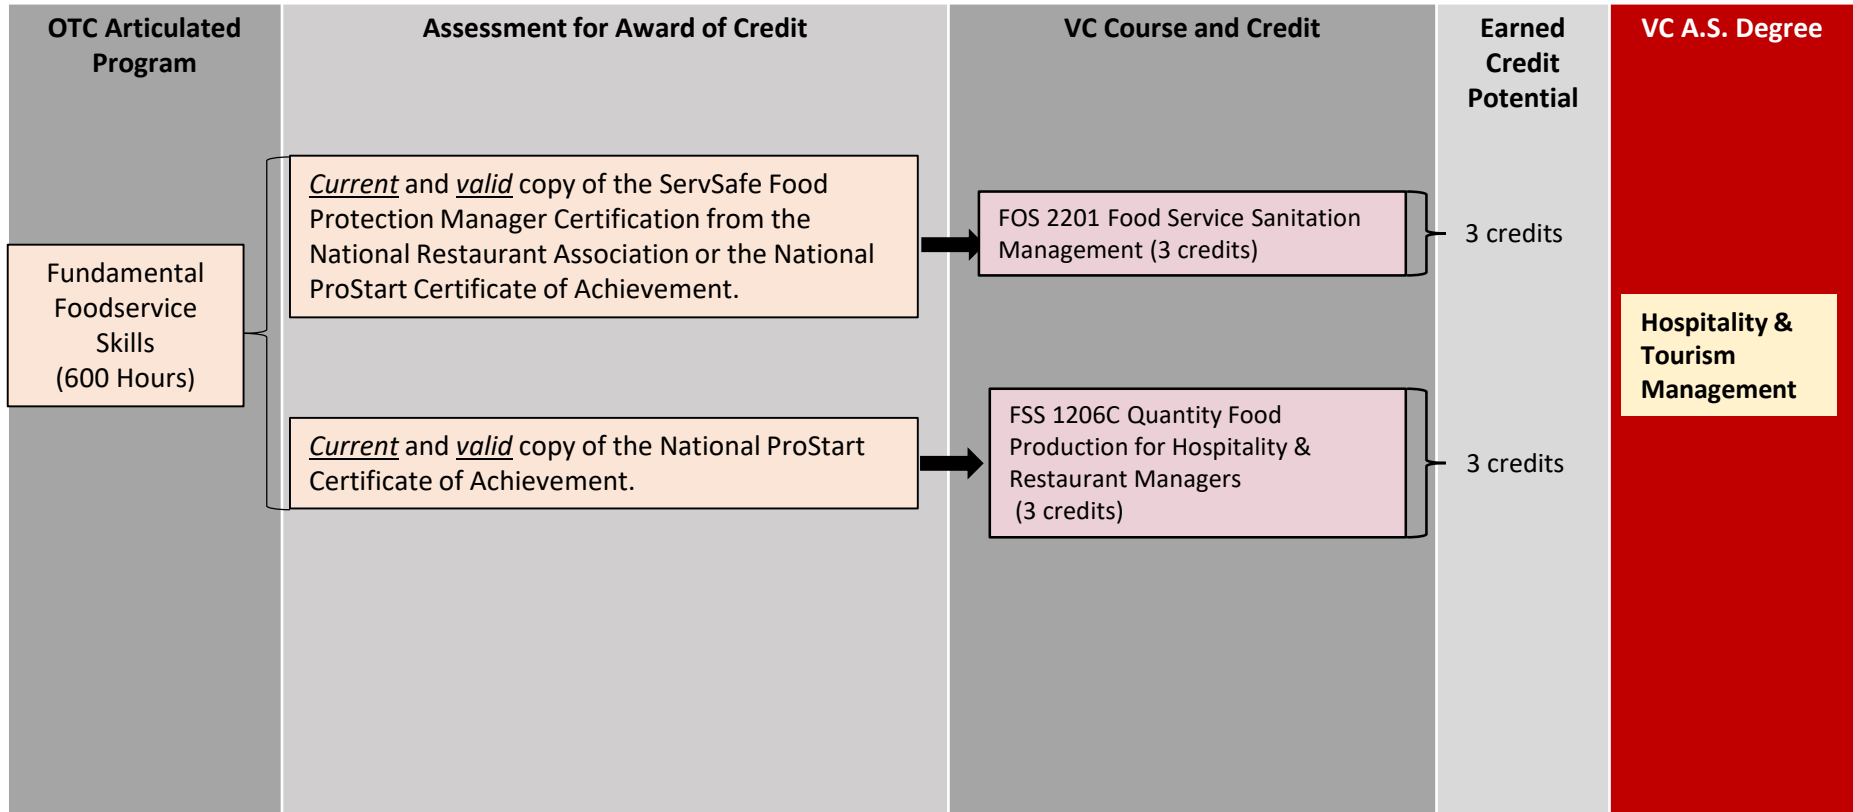 OTC Articulated
Program
Assessment for Award of Credit
VC Course and Credit
Earned
Credit
Potential
VC A.S. Degree
Fundamental
Foodservice
Skills
(600 Hours)
Current and valid copy of the ServSafe Food
Protection Manager Certification from the
National Restaurant Association or the National
ProStart Certificate of Achievement.
FOS 2201 Food Service Sanitation
Management (3 credits)
3 credits
Current and valid copy of the National ProStart
Certificate of Achievement.
FSS 1206C Quantity Food
Production for Hospitality &
Restaurant Managers
(3 credits)
3 credits
Hospitality &
Tourism
Management